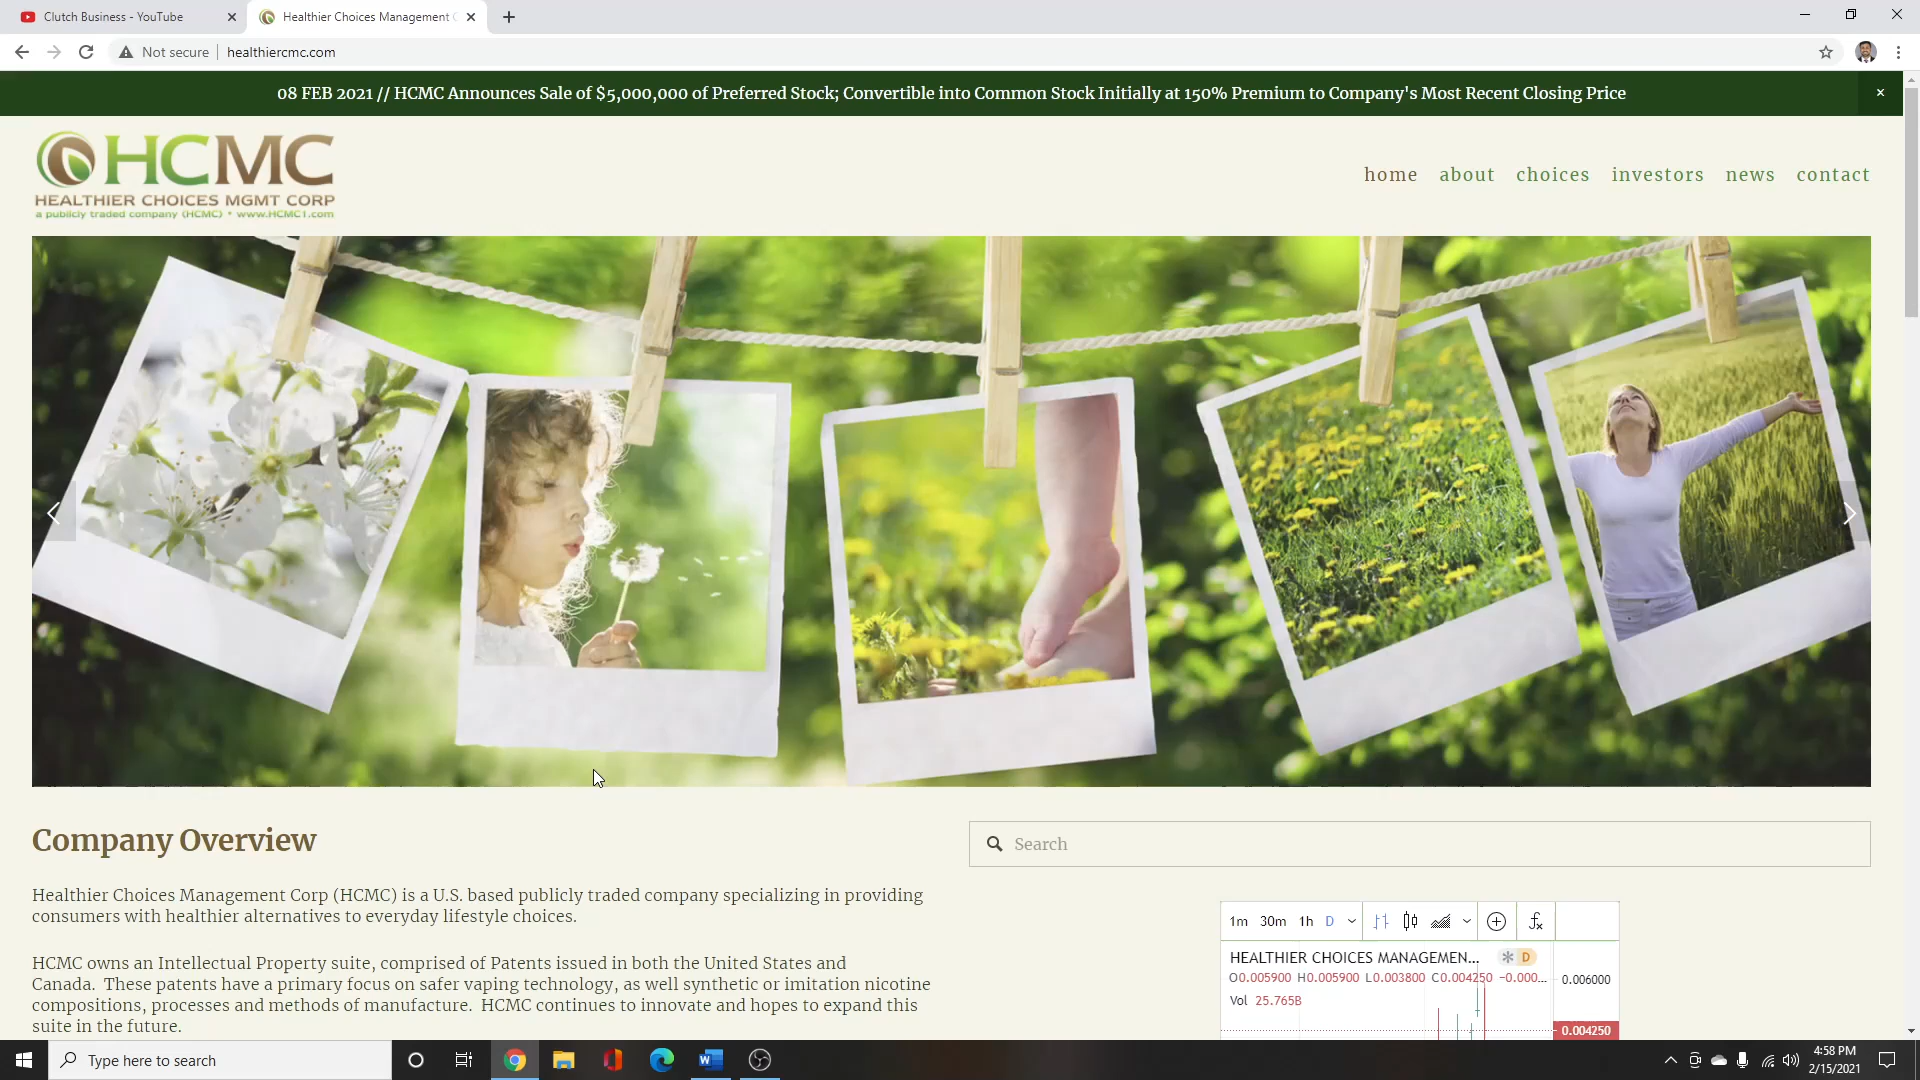 Clutch Business - YouTube
Healthier Choices Management C
Not secure
healthiercmc.com
08 FEB 2021 // HCMC Announces Sale of $5,000,000 of Preferred Stock; Convertible into Common Stock Initially at 150% Premium to Company's Most Recent Closing Price
HCMC
HEALTHIER CHOICES MGMT CORP
a publicly traded company (HCMC) • www.HCMC1.com
home about choices investors news contact
Company Overview
Healthier Choices Management Corp (HCMC) is a U.S. based publicly traded company specializing in providing
consumers with healthier alternatives to everyday lifestyle choices.
HCMC owns an Intellectual Property suite, comprised of Patents issued in both the United States and
Canada. These patents have a primary focus on safer vaping technology, as well synthetic or imitation nicotine
compositions, processes and methods of manufacture. HCMC continues to innovate and hopes to expand this
suite in the future.
Search
1m 30m 1h D
HEALTHIER CHOICES MANAGEMEN... D
O0.005900 H0.005900 L0.003800 C0.004250 −0.000...
Vol 25.765B
0.006000
0.004250
Type here to search
4:58 PM
2/15/2021